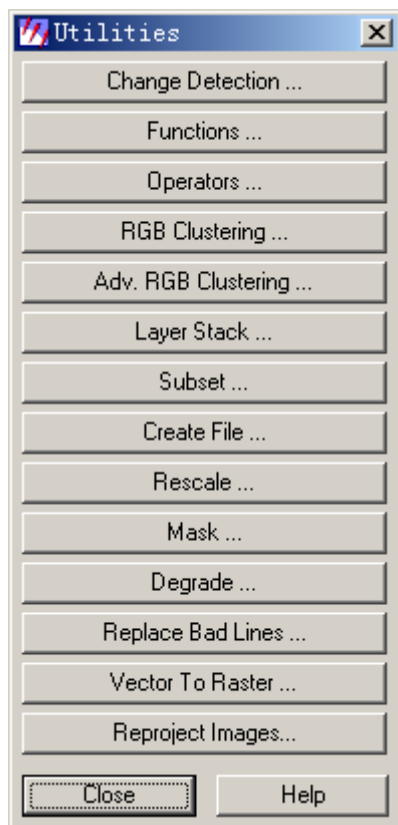 Utilities
Change Detection ...
Functions ...
Operators ...
RGB Clustering ...
Adv. RGB Clustering ...
Layer Stack ...
Subset ...
Create File ...
Rescale ...
Mask ...
Degrade ...
Replace Bad Lines ...
Vector To Raster ...
Reproject Images...
Close Help